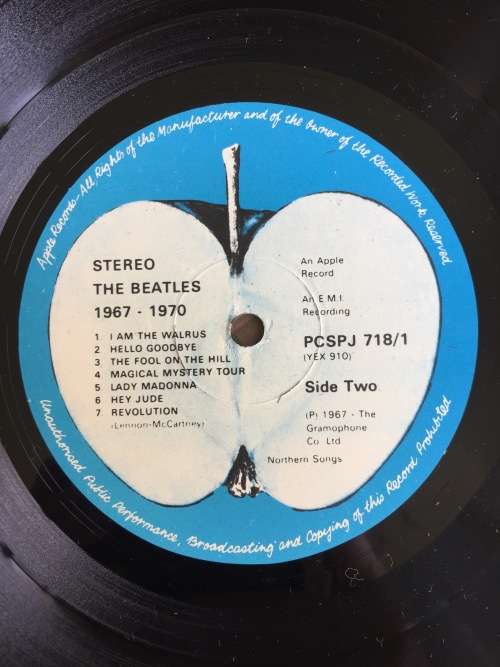 Apple Records-All Rights of the Manufacturer and of the Owner of the Recorded Work Reserved
STEREO
THE BEATLES
1967 - 1970
1. I AM THE WALRUS
2 HELLO GOODBYE
3 THE FOOL ON THE HILL
4 MAGICAL MYSTERY TOUR
5 LADY MADONNA
6 HEY JUDE
7 REVOLUTION
(Lennon-McCartney)
An Apple
Record
An E.M.I.
Recording
PCSPJ 718/1
(YEX 910)
Side Two
(P) 1967 - The
Gramophone
Co Ltd
Northern Songs
Unauthorised Public Performance, Broadcasting and Copying of this Record Prohibited